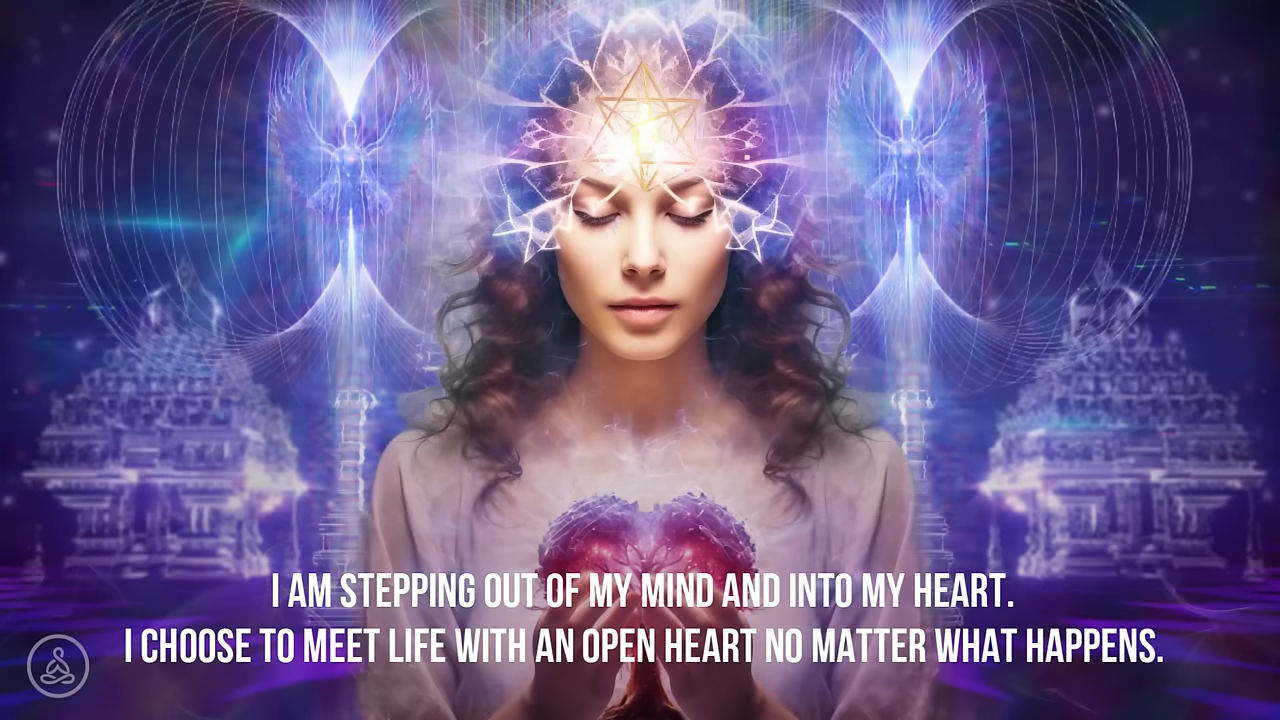 I AM STEPPING OUT OF MY MIND AND INTO MY HEART.
I CHOOSE TO MEET LIFE WITH AN OPEN HEART NO MATTER WHAT HAPPENS.